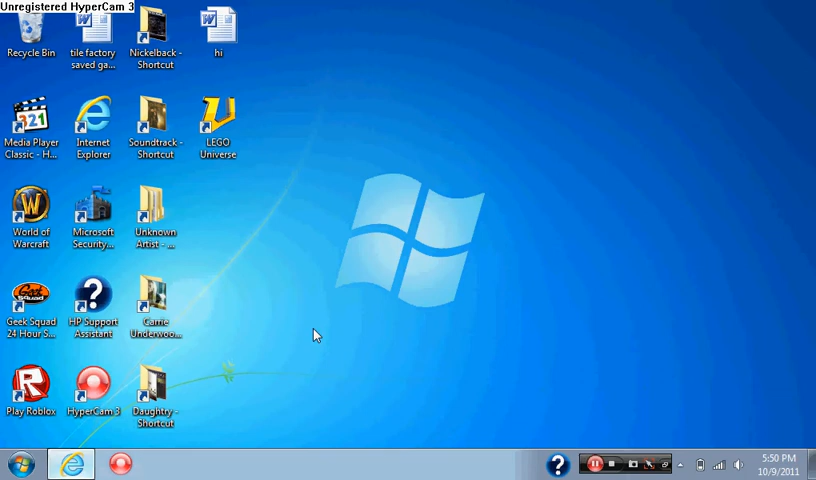 Unregistered HyperCam 3
Recycle Bin
tile factory
saved ga...
Nickelback -
Shortcut
hi
Media Player
Classic - H...
Internet
Explorer
Soundtrack -
Shortcut
LEGO
Universe
World of
Warcraft
Microsoft
Security...
Unknown
Artist - ...
Geek Squad
24 Hour S...
HP Support
Assistant
Carrie
Underwoo...
Play Roblox
HyperCam 3
Daughtry -
Shortcut
5:50 PM
10/9/2011